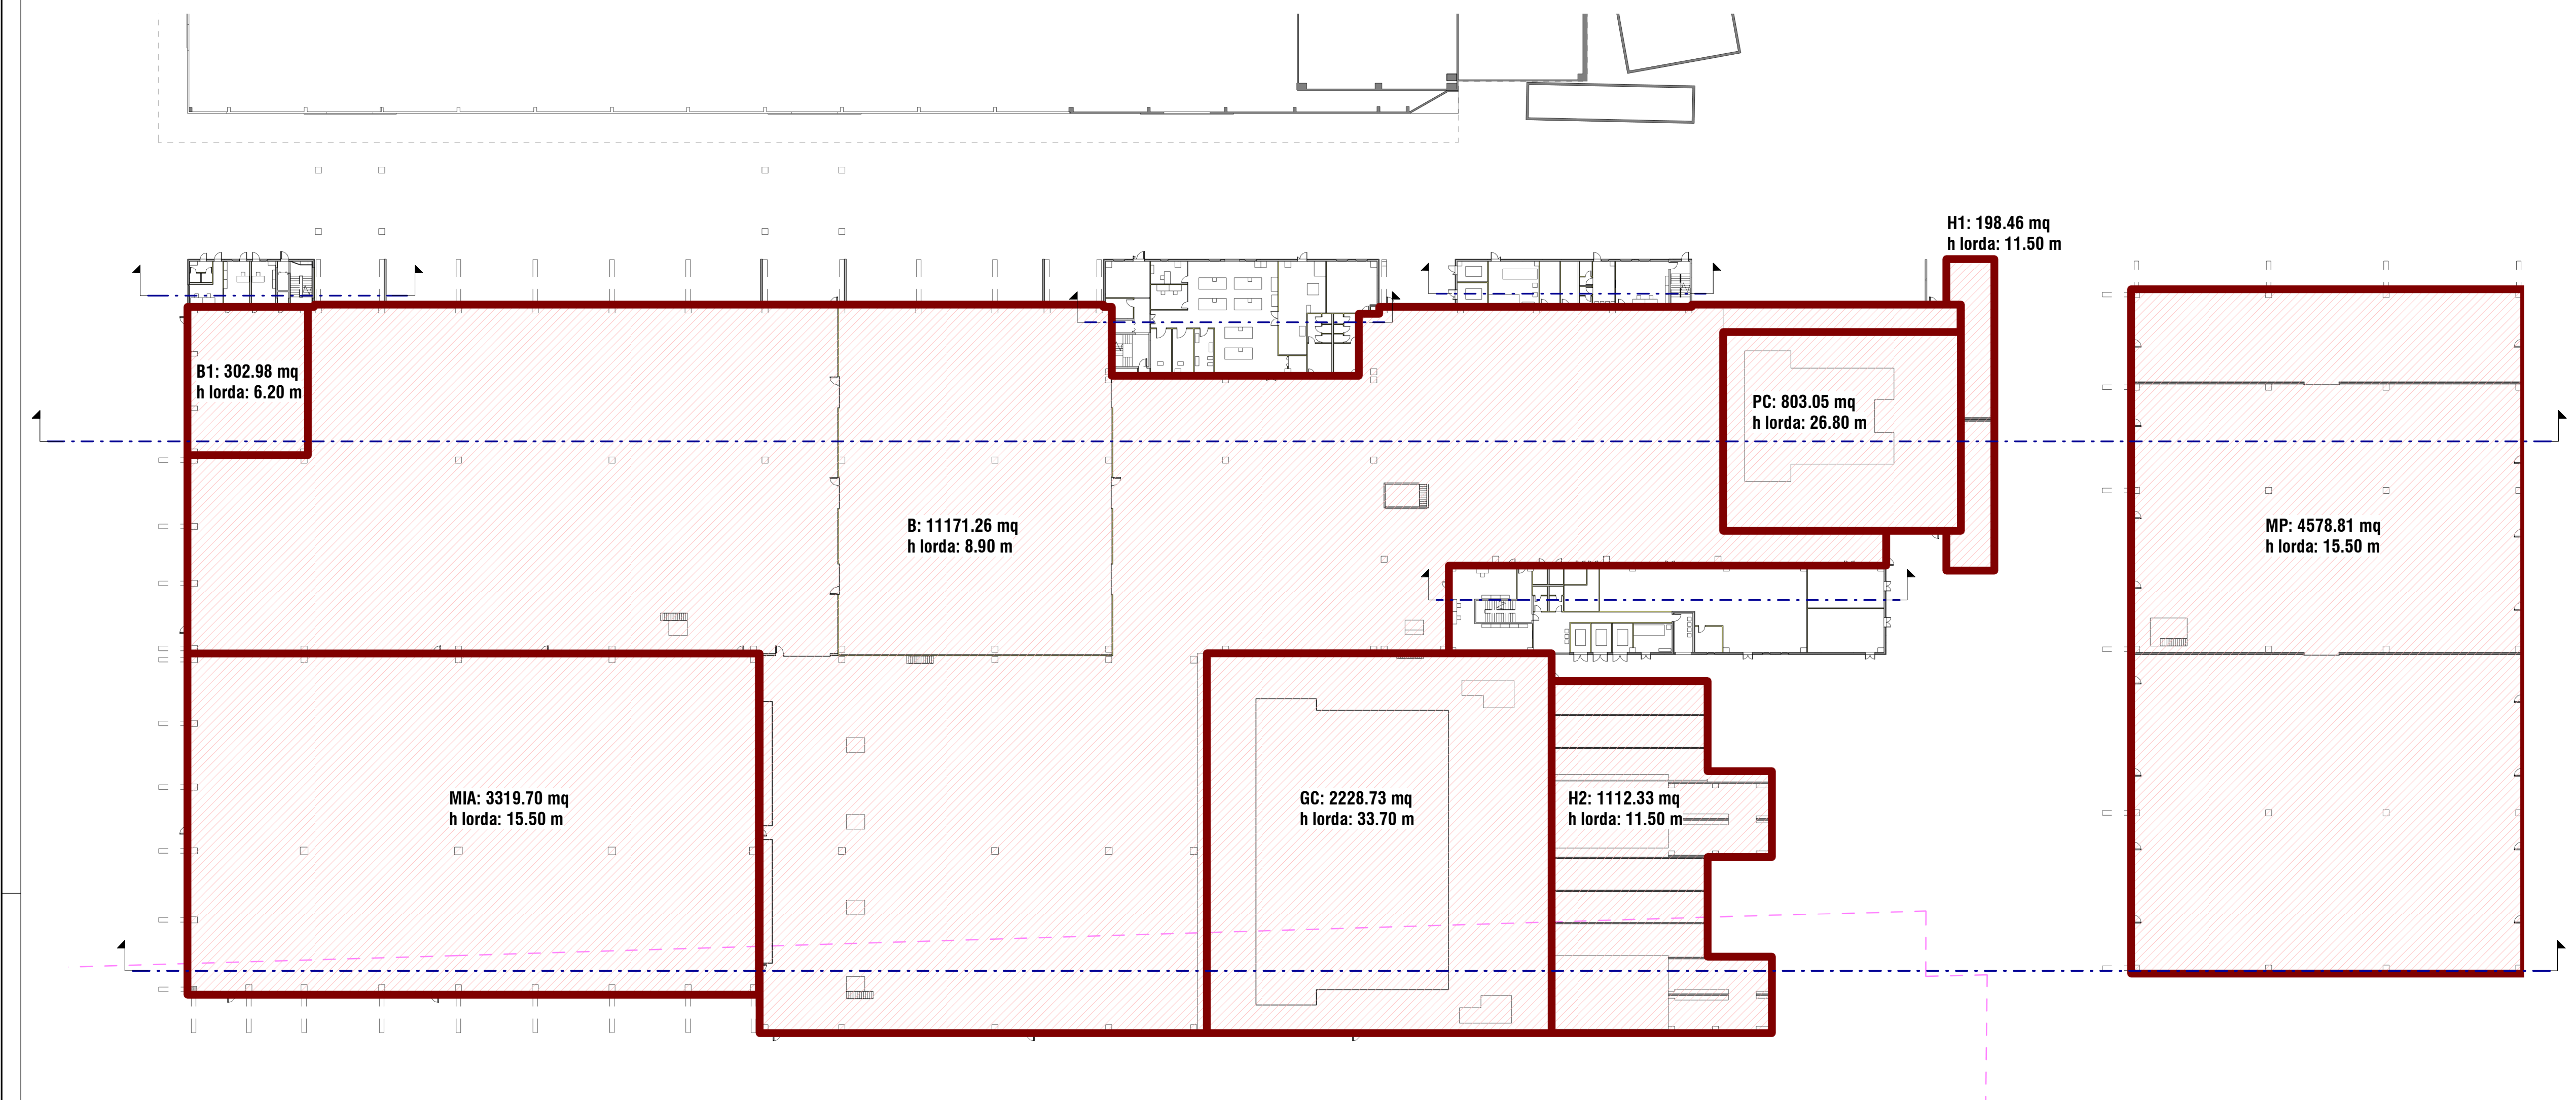 H1: 198.46 mq
h lorda: 11.50 m
B1: 302.98 mq
h lorda: 6.20 m
PC: 803.05 mq
h lorda: 26.80 m
B: 11171.26 mq
h lorda: 8.90 m
MP: 4578.81 mq
h lorda: 15.50 m
MIA: 3319.70 mq
h lorda: 15.50 m
GC: 2228.73 mq
h lorda: 33.70 m
H2: 1112.33 mq
h lorda: 11.50 m